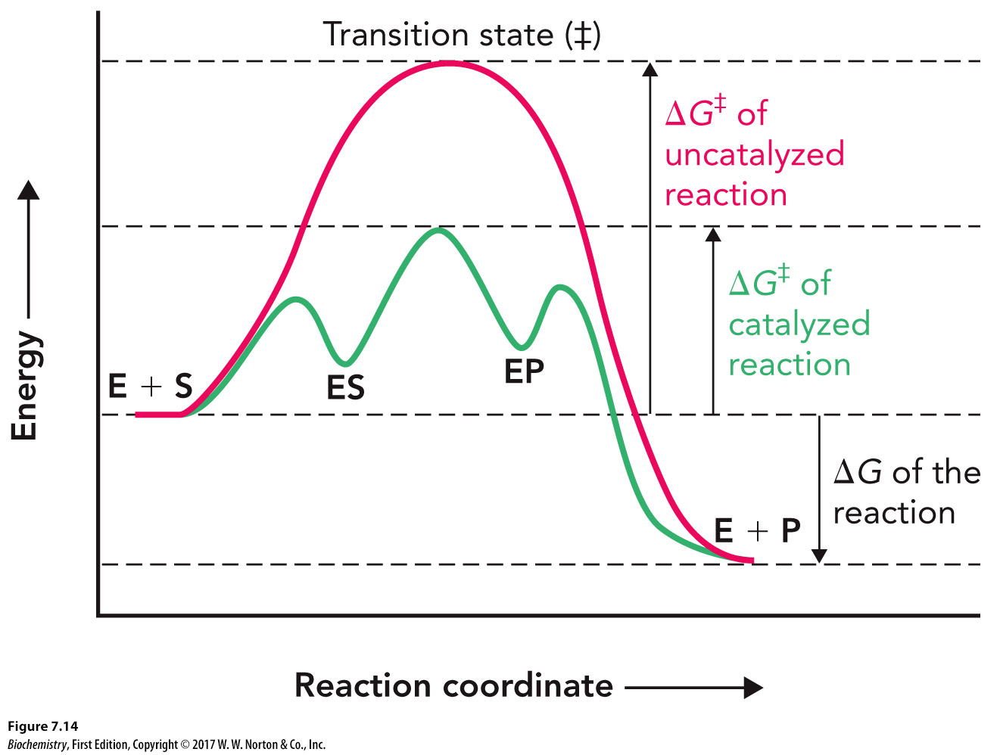 Transition state (‡)
ΔG‡ of
uncatalyzed
reaction
ΔG‡ of
catalyzed
reaction
Energy
E + S
ES
EP
ΔG of the
reaction
E + P
Reaction coordinate
Figure 7.14
Biochemistry, First Edition, Copyright © 2017 W. W. Norton & Co., Inc.